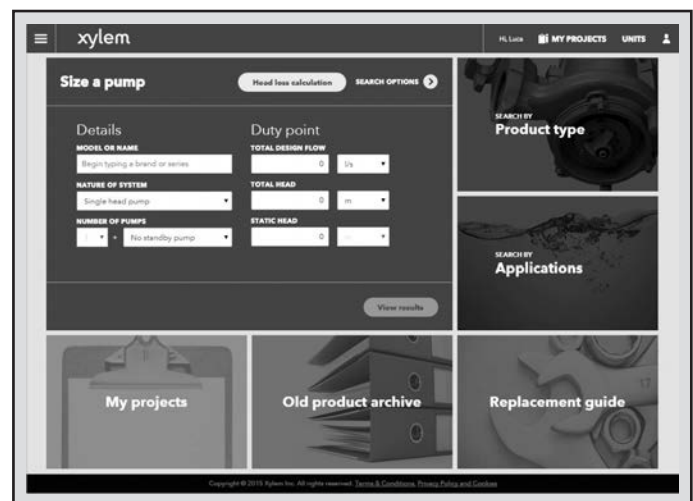 xylem
Hi, Luca MY PROJECTS UNITS
Size a pump
Head loss calculation
SEARCH OPTIONS
Details
MODEL OR NAME
Begin typing a brand or series
NATURE OF SYSTEM
Single head pump
NUMBER OF PUMPS
+ No standby pump
Duty point
TOTAL DESIGN FLOW
0 l/s
TOTAL HEAD
0 m
STATIC HEAD
0 m
View results
SEARCH BY
Product type
SEARCH BY
Applications
My projects
Old product archive
Replacement guide
Copyright © 2015 Xylem Inc. All rights reserved. Terms & Conditions, Privacy Policy and Cookies